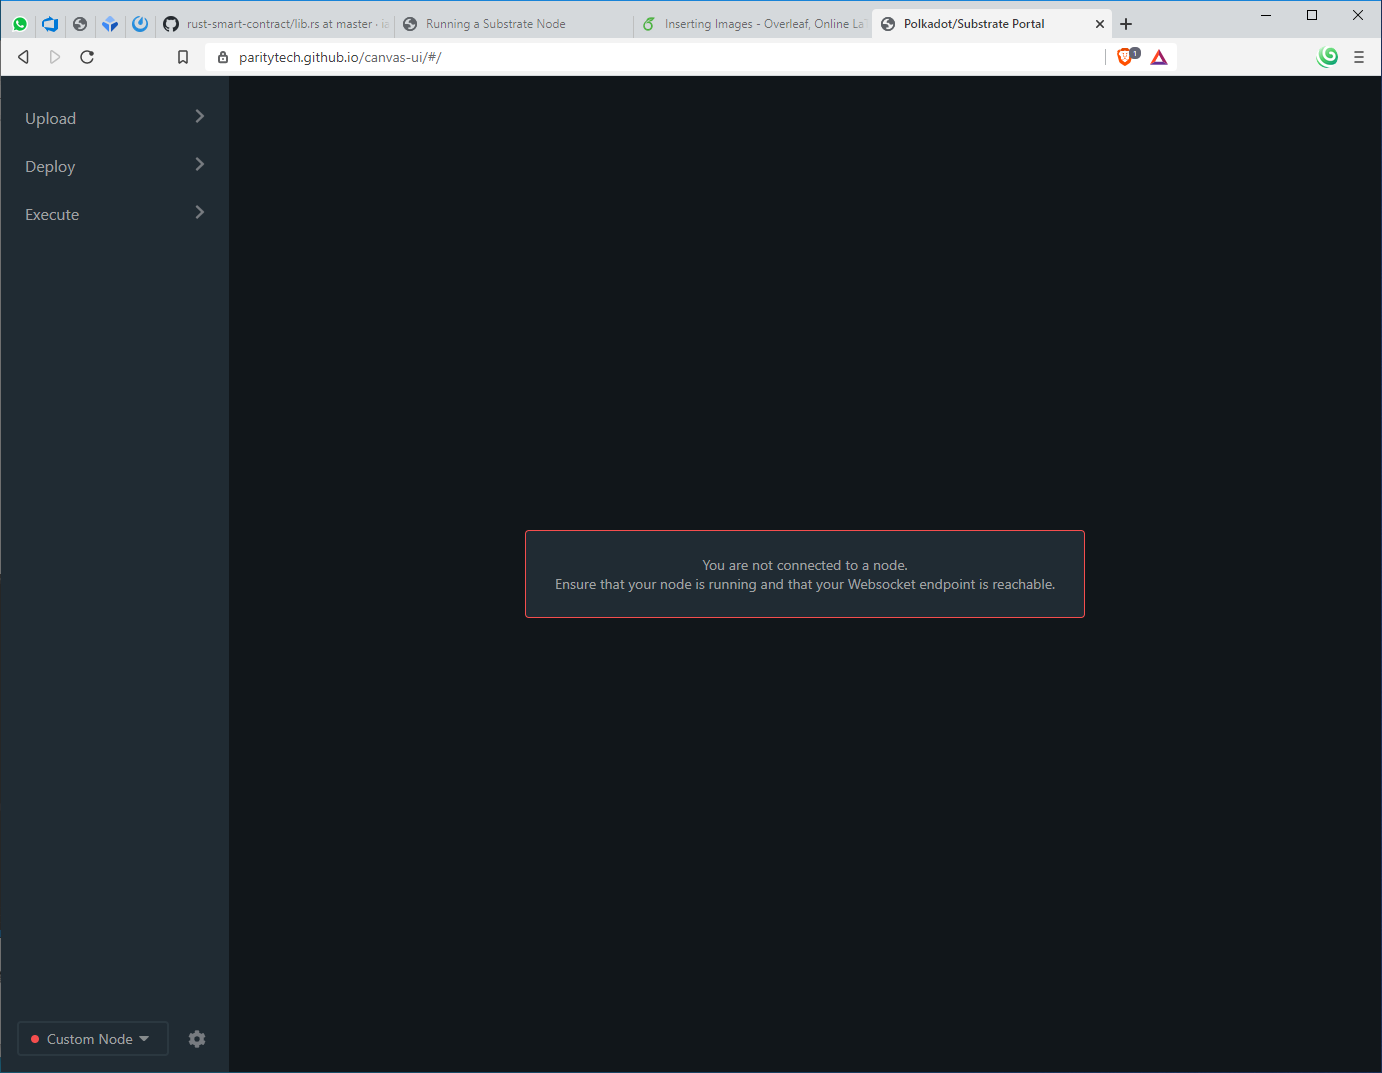 rust-smart-contract/lib.rs at master ·
Running a Substrate Node
Inserting Images - Overleaf, Online La
Polkadot/Substrate Portal
paritytech.github.io/canvas-ui/#/
1
Upload
Deploy
Execute
You are not connected to a node.
Ensure that your node is running and that your Websocket endpoint is reachable.
Custom Node